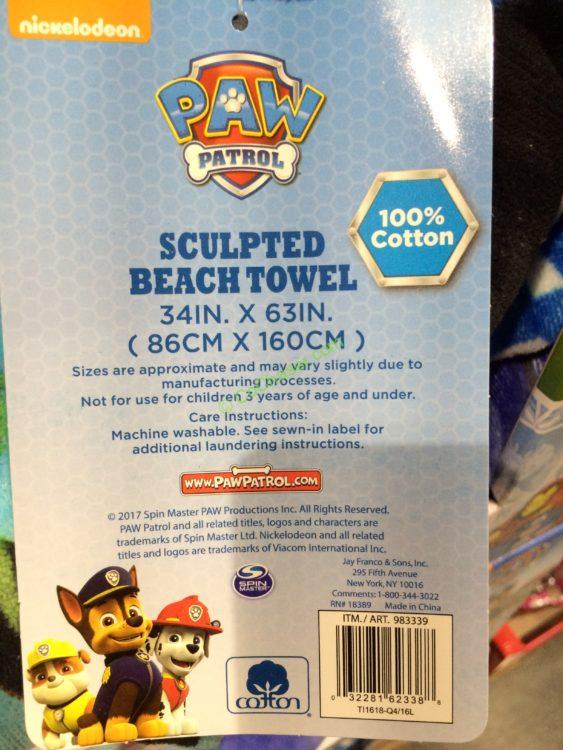 nickelodeon
PAW
PATROL
100%
Cotton
SCULPTED
BEACH TOWEL
34IN. X 63IN.
( 86CM X 160CM )
Sizes are approximate and may vary slightly due to
manufacturing processes.
Not for use for children 3 years of age and under.
Care Instructions:
Machine washable. See sewn-in label for
additional laundering instructions.
WWW.PAWPATROL.COM
© 2017 Spin Master PAW Productions Inc. All Rights Reserved.
PAW Patrol and all related titles, logos and characters are
trademarks of Spin Master Ltd. Nickelodeon and all related
titles and logos are trademarks of Viacom International Inc.
Jay Franco & Sons, Inc.
295 Fifth Avenue
New York, NY 10016
Comments: 1-800-344-3022
RN# 18389 Made in China
SPIN
MASTER
ITM./ ART. 983339
0 32281 62338 8
TI1618-Q4/16L
cotton